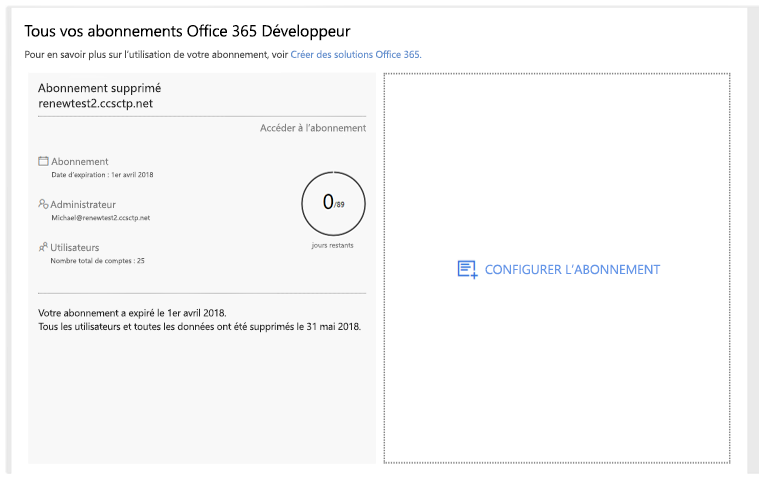 Tous vos abonnements Office 365 Développeur
Pour en savoir plus sur l'utilisation de votre abonnement, voir Créer des solutions Office 365.
Abonnement supprimé
renewtest2.ccsctp.net
Accéder à l'abonnement
Abonnement
Date d'expiration : 1er avril 2018
Administrateur
Michael@renewtest2.ccsctp.net
0/89
jours restants
Utilisateurs
Nombre total de comptes : 25
Votre abonnement a expiré le 1er avril 2018.
Tous les utilisateurs et toutes les données ont été supprimés le 31 mai 2018.
CONFIGURER L'ABONNEMENT